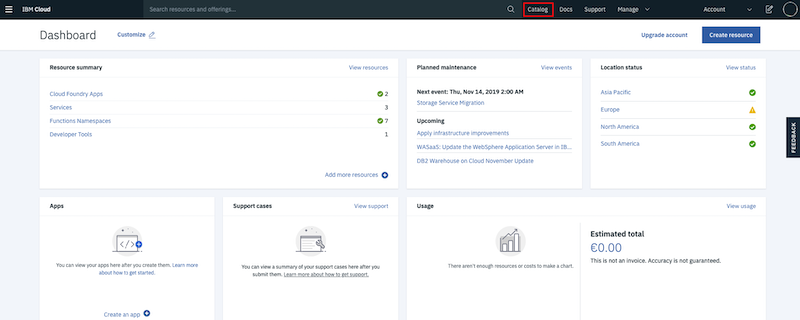 IBM Cloud
Search resources and offerings...
Catalog
Docs
Support
Manage
Account
Dashboard
Customize
Upgrade account
Create resource
Resource summary
View resources
Cloud Foundry Apps
2
Services
3
Functions Namespaces
7
Developer Tools
1
Add more resources
Planned maintenance
View events
Next event: Thu, Nov 14, 2019 2:00 AM
Storage Service Migration
Upcoming
Apply infrastructure improvements
WASaaS: Update the WebSphere Application Server in IB...
DB2 Warehouse on Cloud November Update
Location status
View status
Asia Pacific
Europe
North America
South America
FEEDBACK
Apps
You can view your apps here after you create them. Learn more
about how to get started.
Create an app
Support cases
View support
You can view a summary of your support cases here after you
submit them. Learn more about how to get support.
Usage
View usage
There aren't enough resources or costs to make a chart.
Estimated total
€0.00
This is not an invoice. Accuracy is not guaranteed.